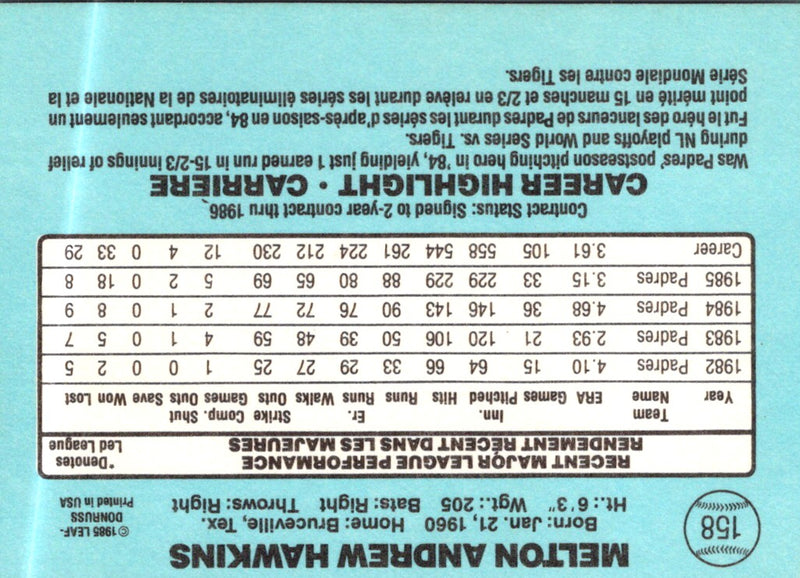 158
MELTON ANDREW HAWKINS
Born: Jan. 21, 1960 Home: Bruceville, Tex.
Ht.: 6'3" Wgt.: 205 Bats: Right Throws: Right
© 1985 LEAF-
DONRUSS
Printed in USA
RECENT MAJOR LEAGUE PERFORMANCE
RENDEMENT RÉCENT DANS LES MAJEURES
*Denotes
Led League
Team Inn. Er. Strike Comp. Shut
Year Name ERA Games Pitched Hits Runs Runs Walks Outs Games Outs Save Won Lost
1982 Padres 4.10 15 64 66 33 29 27 25 1 0 0 2 5
1983 Padres 2.93 21 120 106 50 39 48 59 4 1 0 5 7
1984 Padres 4.68 36 146 143 90 76 72 77 2 1 0 8 9
1985 Padres 3.15 33 229 229 88 80 65 69 5 2 0 18 8
Career 3.61 105 558 544 261 224 212 230 12 4 0 33 29
Contract Status: Signed to 2-year contract thru 1986
CAREER HIGHLIGHT · CARRIERE
Was Padres' postseason pitching hero in '84, yielding just 1 earned run in 15-2/3 innings of relief
during NL playoffs and World Series vs. Tigers.
Fut le héro des lanceurs de Padres durant les séries d'après-saison en 84, accordant seulement un
point mérité en 15 manches et 2/3 en relève durant les séries éliminatoires de la Nationale et la
Série Mondiale contre les Tigers.